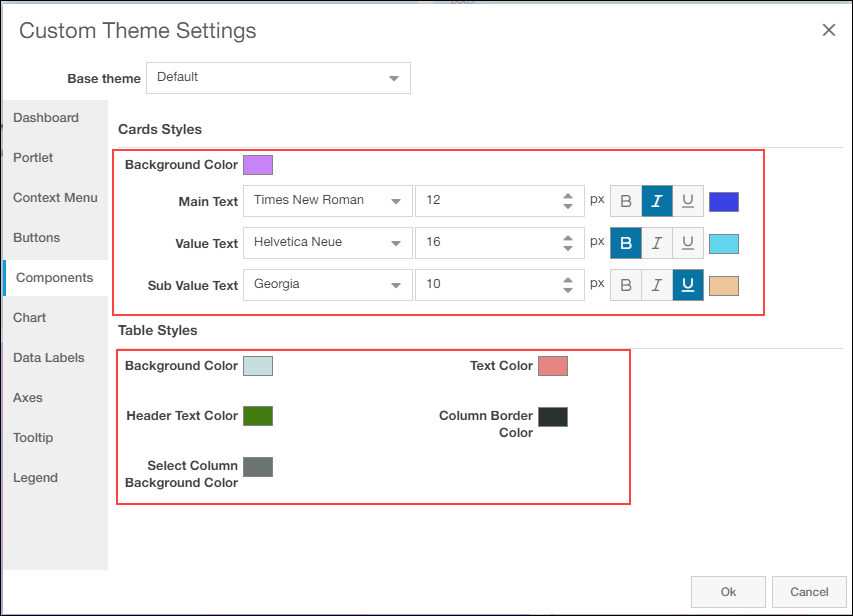 Custom Theme Settings
Base theme Default
Dashboard
Portlet
Context Menu
Buttons
Components
Chart
Data Labels
Axes
Tooltip
Legend
Cards Styles
Background Color
Main Text Times New Roman 12 px B I U
Value Text Helvetica Neue 16 px B I U
Sub Value Text Georgia 10 px B I U
Table Styles
Background Color Text Color
Header Text Color Column Border
Color
Select Column
Background Color
Ok Cancel